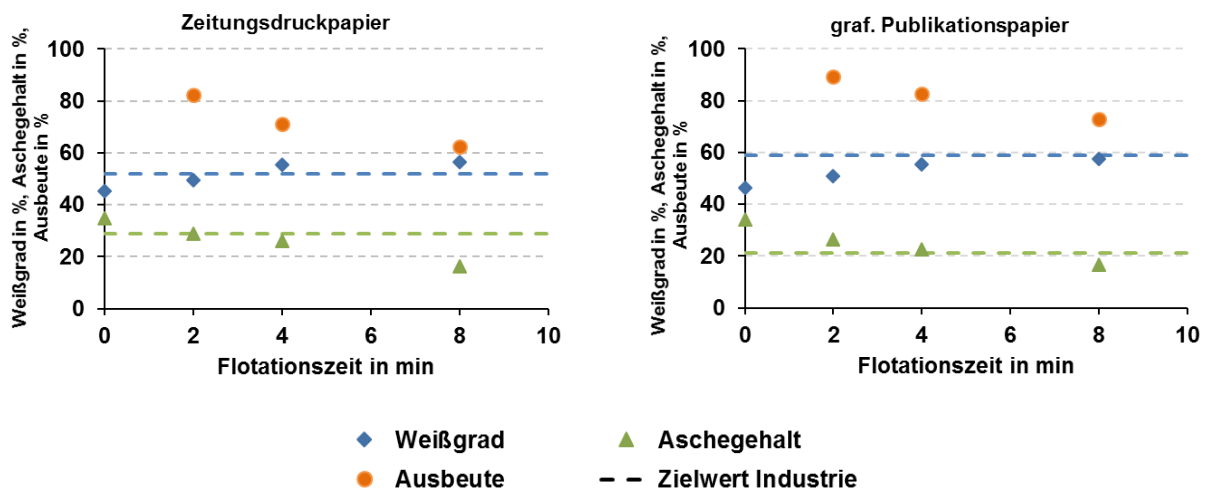 Zeitungsdruckpapier
Weißgrad in %, Aschegehalt in %,
Ausbeute in %
100
80
60
40
20
0
0 2 4 6 8 10
Flotationszeit in min
graf. Publikationspapier
Weißgrad in %, Aschegehalt in %,
Ausbeute in %
100
80
60
40
20
0
0 2 4 6 8 10
Flotationszeit in min
Weißgrad
Aschegehalt
Ausbeute
Zielwert Industrie